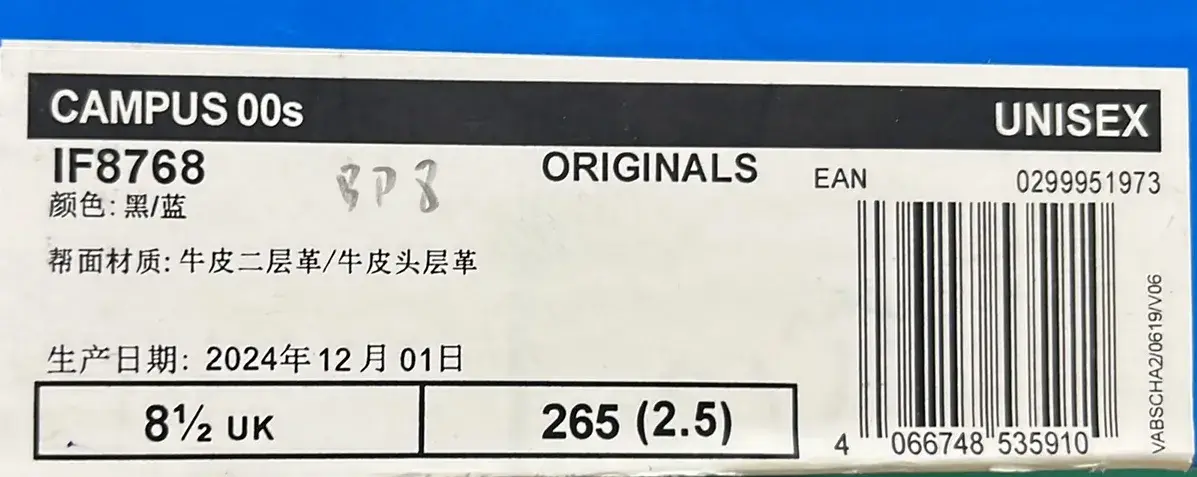 CAMPUS 00s UNISEX
IF8768 BP8 ORIGINALS EAN 0299951973
颜色: 黑/蓝
帮面材质: 牛皮二层革/牛皮头层革
生产日期: 2024年12月01日
8½ UK 265 (2.5)
4 066748 535910
VABSCHA2/0619/V06